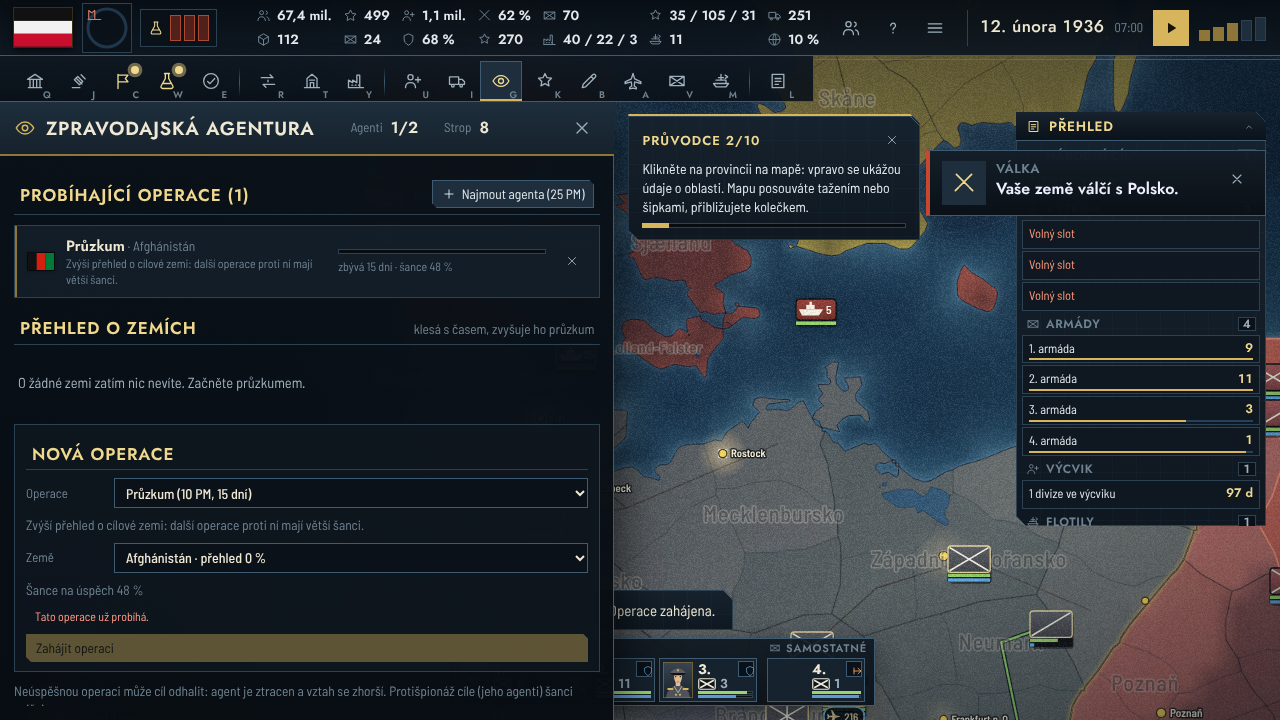 67,4 mil.
499
1,1 mil.
62 %
70
35 / 105 / 31
251
112
24
68 %
270
40 / 22 / 3
11
10 %
?
12. února 1936
07:00
Q
J
C
W
E
R
T
Y
U
I
G
K
B
A
V
M
L
ZPRAVODAJSKÁ AGENTURA
Agenti 1/2
Strop 8
PROBÍHAJÍCÍ OPERACE (1)
Najmout agenta (25 PM)
Průzkum · Afghánistán
Zvýší přehled o cílové zemi: další operace proti ní mají
větší šanci.
zbývá 15 dní · šance 48 %
PŘEHLED O ZEMÍCH
klesá s časem, zvyšuje ho průzkum
O žádné zemi zatím nic nevíte. Začněte průzkumem.
NOVÁ OPERACE
Operace
Průzkum (10 PM, 15 dní)
Zvýší přehled o cílové zemi: další operace proti ní mají větší šanci.
Země
Afghánistán · přehled 0 %
Šance na úspěch 48 %
Tato operace už probíhá.
Zahájit operaci
Neúspěšnou operaci může cíl odhalit: agent je ztracen a vztah se zhorší. Protišpionáž cíle (jeho agenti) šanci
PRŮVODCE 2/10
Klikněte na provincii na mapě: vpravo se ukážou
údaje o oblasti. Mapu posouváte tažením nebo
šipkami, přibližujete kolečkem.
PŘEHLED
VÁLKA
Vaše země válčí s Polskem.
Volný slot
Volný slot
Volný slot
ARMÁDY
4
1. armáda
9
2. armáda
11
3. armáda
3
4. armáda
1
VÝCVIK
1
1 divize ve výcviku
97 d
FLOTILY
1
Skåne
Sjælland
5
Lolland-Falster
Rostock
Mecklenbursko
Neumark
Poznaň
Poznaň
Operace zahájena.
SAMOSTATNÉ
11
3.
3
4.
1
216
Frankfurt n. O.